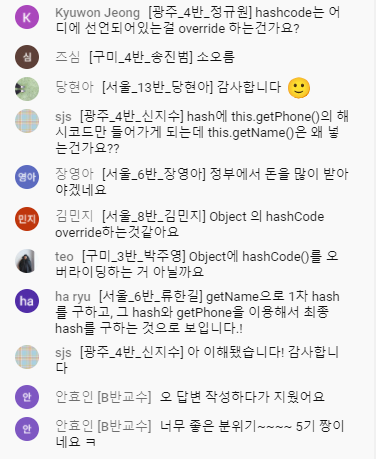 K Kyuwon Jeong [광주_4반_정규원] hashcode는 어
디에 선언되어있는걸 override 하는건가요?
심 즈심 [구미_4반_송진범] 소오름
당현아 [서울_13반_당현아] 감사합니다
sjs [광주_4반_신지수] hash에 this.getPhone()의 해
시코드만 들어가게 되는데 this.getName()은 왜 넣
는건가요??
영아 장영아 [서울_6반_장영아] 정부에서 돈을 많이 받아
야겠네요
민지 김민지 [서울_8반_김민지] Object 의 hashCode
override하는것같아요
teo [구미_3반_박주영] Object에 hashCode()를 오
버라이딩하는 거 아닐까요
ha ha ryu [서울_6반_류한길] getName으로 1차 hash
를 구하고, 그 hash와 getPhone을 이용해서 최종
hash를 구하는 것으로 보입니다.!
sjs [광주_4반_신지수] 아 이해됐습니다! 감사합니
다
안 안효인 [B반교수] 오 답변 작성하다가 지웠어요
안 안효인 [B반교수] 너무 좋은 분위기~~~~ 5기 짱이
네요 ㅋ